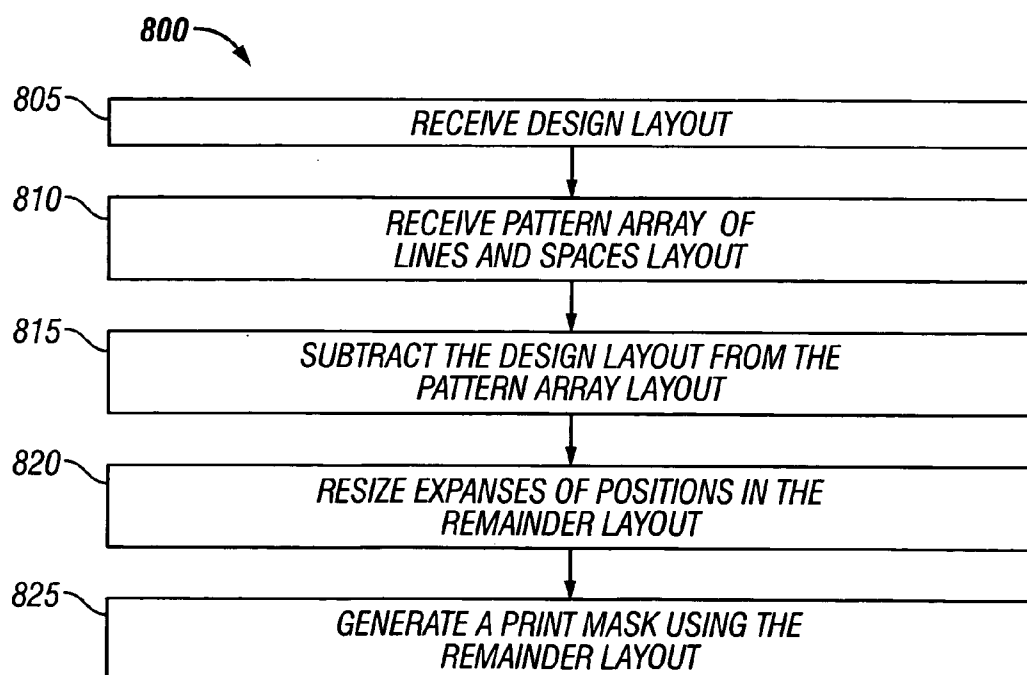 800
805
RECEIVE DESIGN LAYOUT
810
RECEIVE PATTERN ARRAY OF
LINES AND SPACES LAYOUT
815
SUBTRACT THE DESIGN LAYOUT FROM THE
PATTERN ARRAY LAYOUT
820
RESIZE EXPANSES OF POSITIONS IN THE
REMAINDER LAYOUT
825
GENERATE A PRINT MASK USING THE
REMAINDER LAYOUT